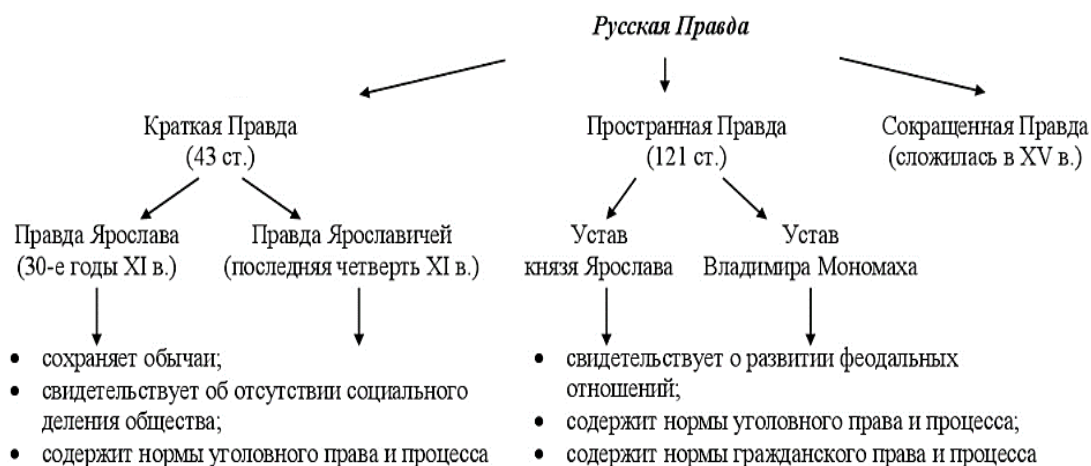 Русская Правда
Краткая Правда
(43 ст.)
Пространная Правда
(121 ст.)
Сокращенная Правда
(сложилась в XV в.)
Правда Ярослава
(30-е годы XI в.)
Правда Ярославичей
(последняя четверть XI в.)
Устав
князя Ярослава
Устав
Владимира Мономаха
• сохраняет обычаи;
• свидетельствует об отсутствии социального
деления общества;
• содержит нормы уголовного права и процесса
• свидетельствует о развитии феодальных
отношений;
• содержит нормы уголовного права и процесса;
• содержит нормы гражданского права и процесса